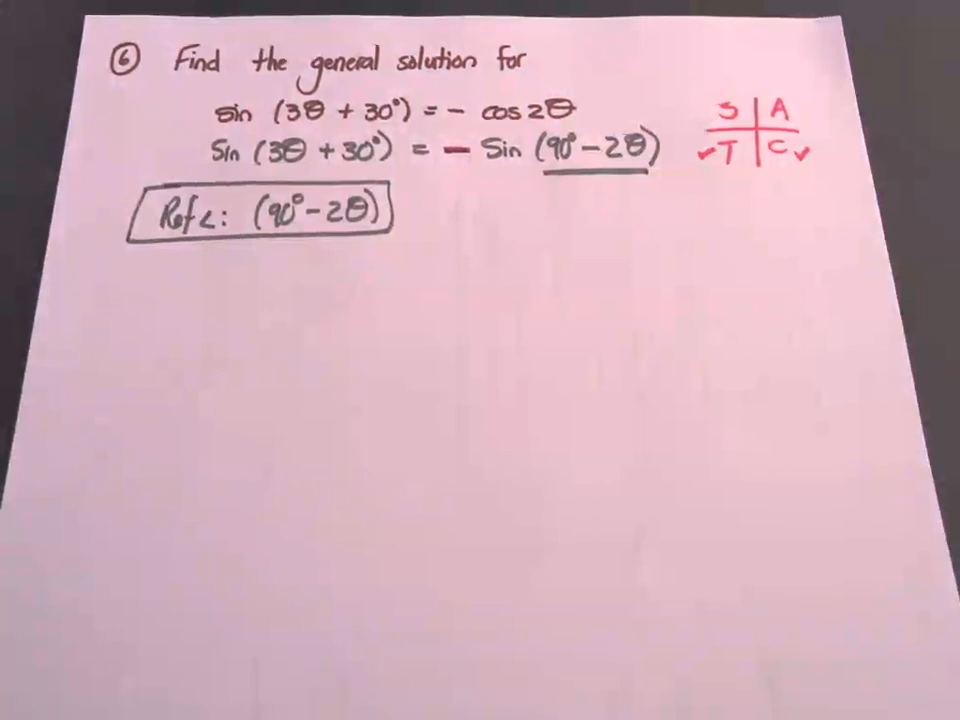 ⑥ Find the general solution for
sin (3θ + 30°) = - cos 2θ
Sin (3θ + 30°) = - Sin (90° - 2θ)
Ref <: (90° - 2θ)
S A
✓ T C ✓